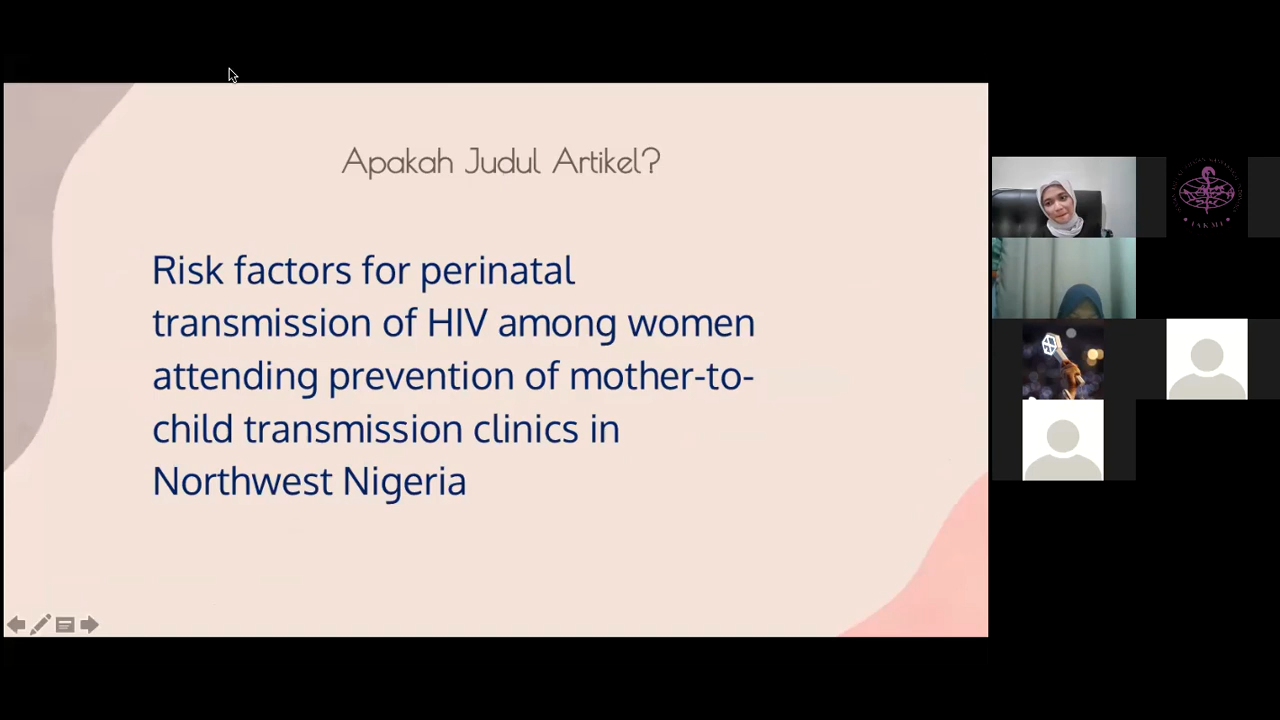 Apakah Judul Artikel?
Risk factors for perinatal
transmission of HIV among women
attending prevention of mother-to-
child transmission clinics in
Northwest Nigeria